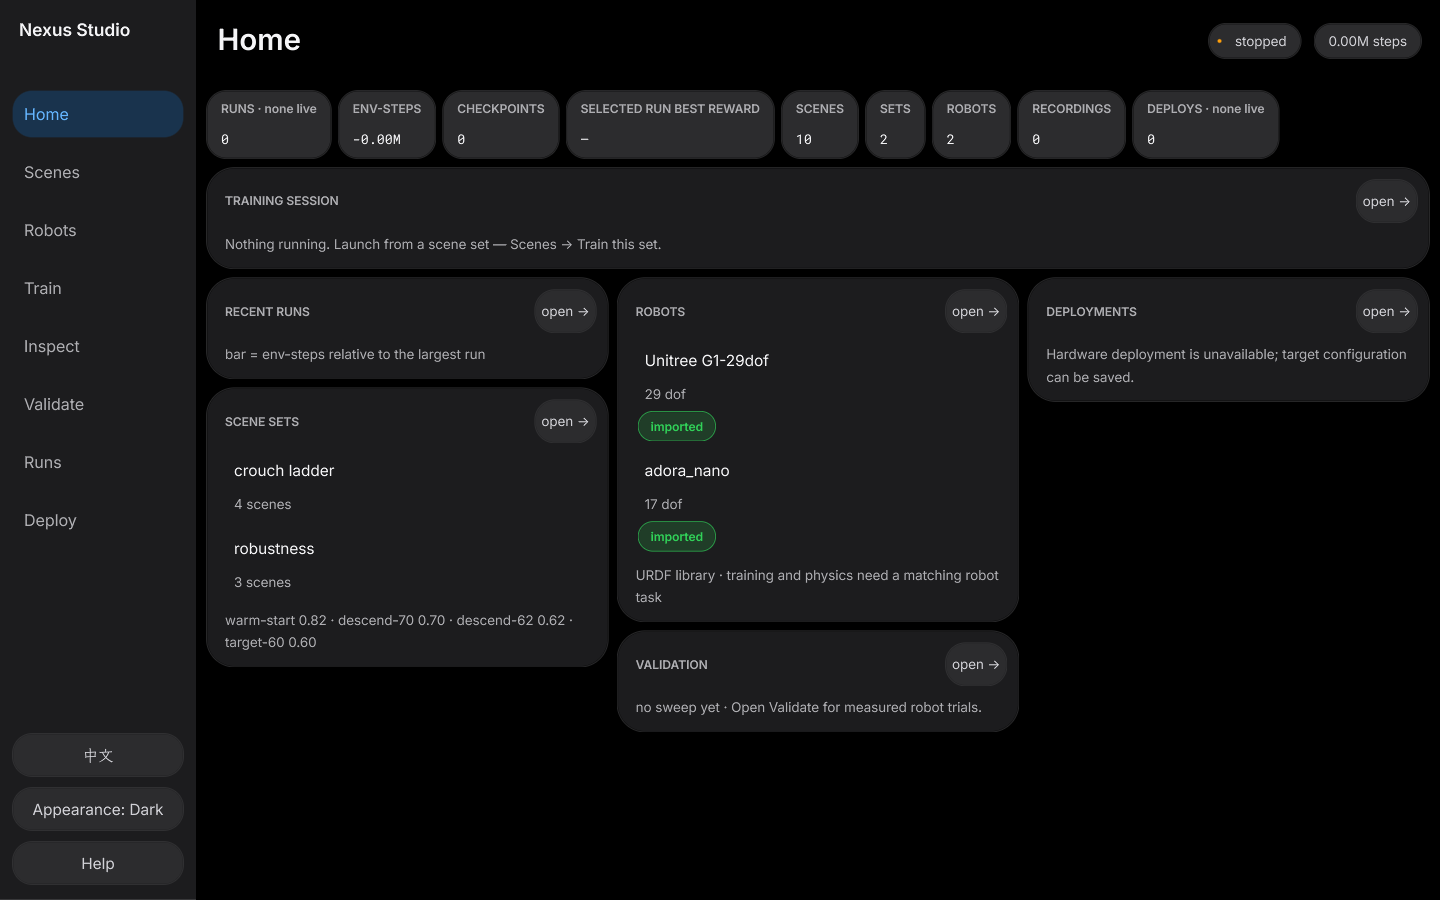 Nexus Studio
Home
Scenes
Robots
Train
Inspect
Validate
Runs
Deploy
中文
Appearance: Dark
Help
Home
stopped
0.00M steps
RUNS · none live
0
ENV-STEPS
-0.00M
CHECKPOINTS
0
SELECTED RUN BEST REWARD
—
SCENES
10
SETS
2
ROBOTS
2
RECORDINGS
0
DEPLOYS · none live
0
TRAINING SESSION
open →
Nothing running. Launch from a scene set — Scenes → Train this set.
RECENT RUNS
open →
bar = env-steps relative to the largest run
SCENE SETS
open →
crouch ladder
4 scenes
robustness
3 scenes
warm-start 0.82 · descend-70 0.70 · descend-62 0.62 ·
target-60 0.60
ROBOTS
open →
Unitree G1-29dof
29 dof
imported
adora_nano
17 dof
imported
URDF library · training and physics need a matching robot
task
VALIDATION
open →
no sweep yet · Open Validate for measured robot trials.
DEPLOYMENTS
open →
Hardware deployment is unavailable; target configuration
can be saved.